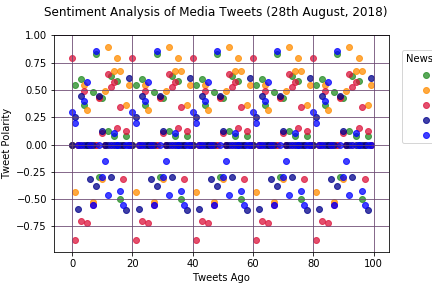 Sentiment Analysis of Media Tweets (28th August, 2018)
1.00
0.75
0.50
0.25
0.00
−0.25
−0.50
−0.75
Tweet Polarity
0 20 40 60 80 100
Tweets Ago
News